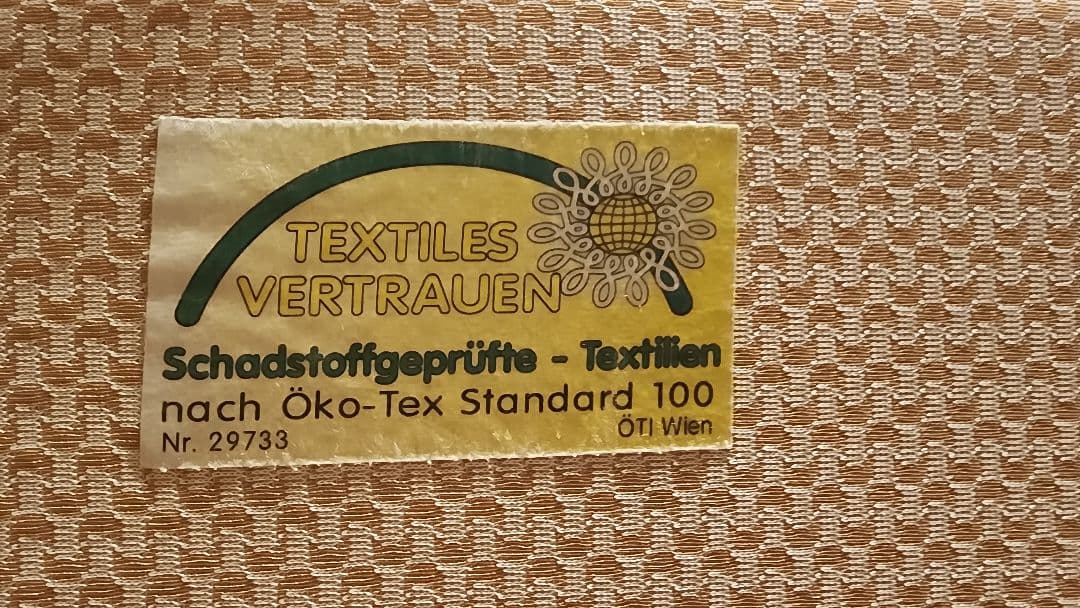 TEXTILES
VERTRAUEN
Schadstoffgeprüfte - Textilien
nach Öko-Tex Standard 100
Nr. 29733
ÖTI Wien